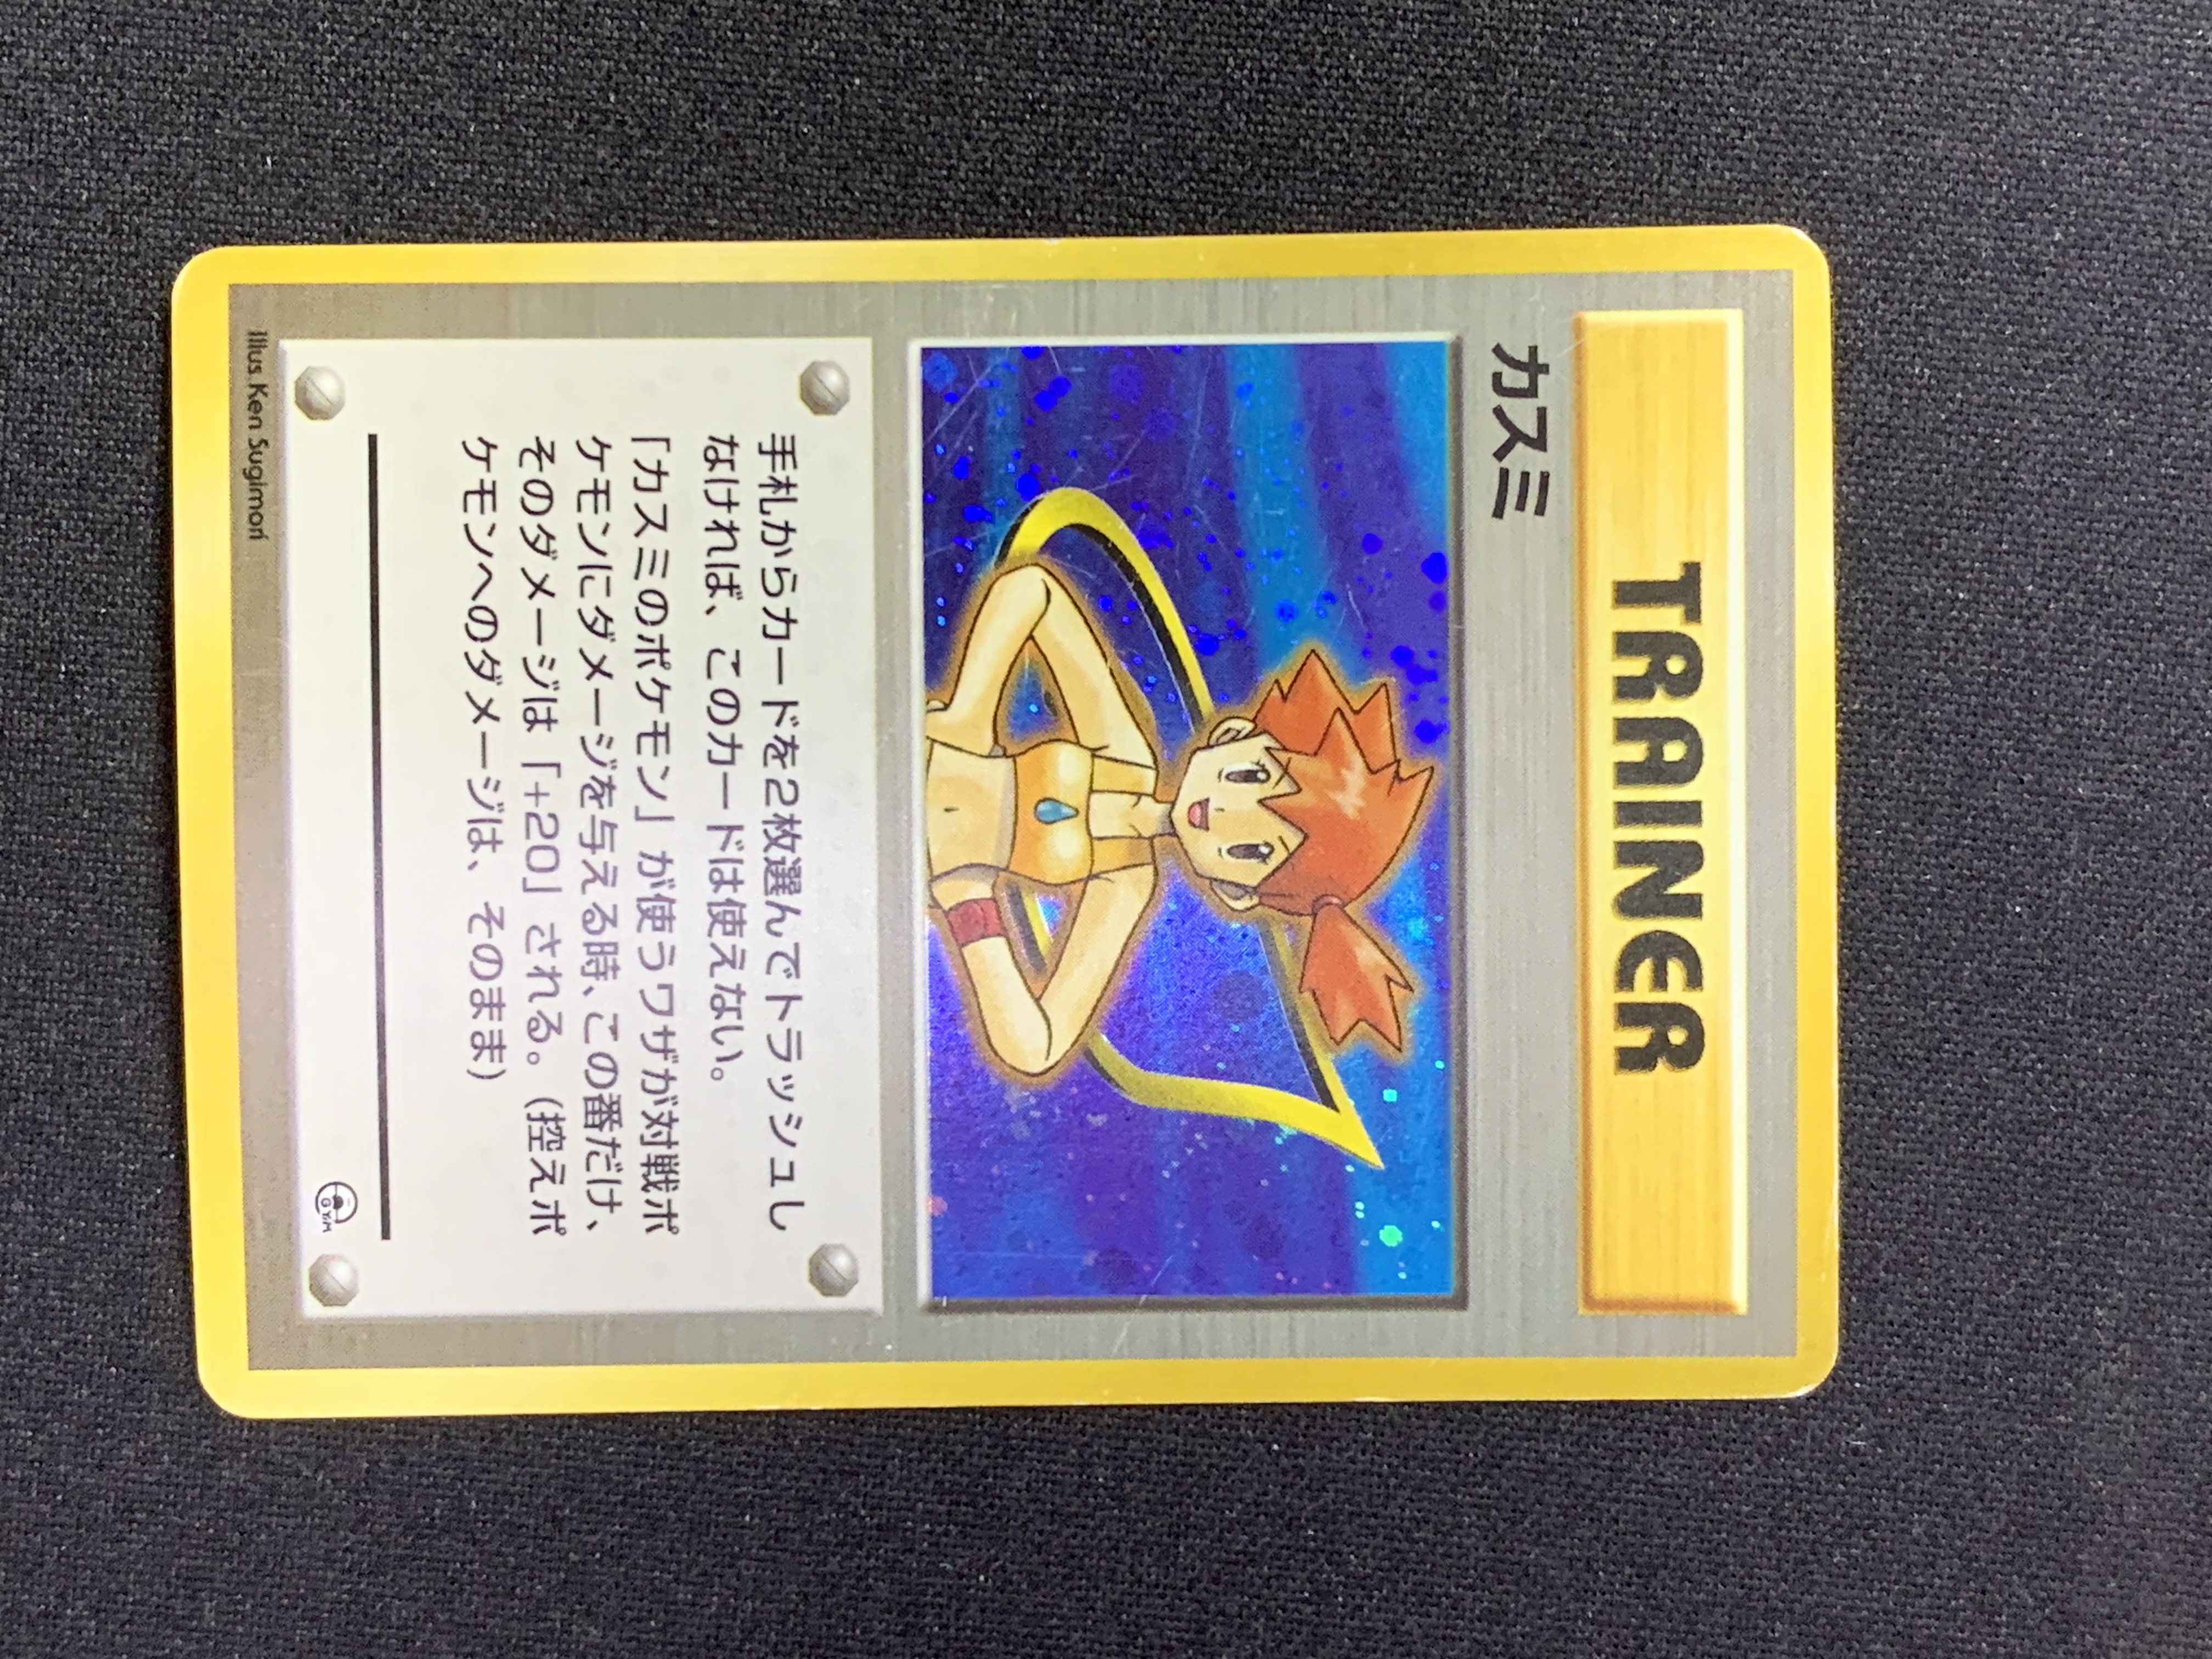 TRAINER
カスミ
手札からカードを2枚選んでトラッシュし
なければ、このカードは使えない。
「カスミのポケモン」が使うワザが対戦ポ
ケモンにダメージを与える時、この番だけ、
そのダメージは「+20」される。(控えポ
ケモンへのダメージは、そのまま)
GYM
Illus. Ken Sugimori